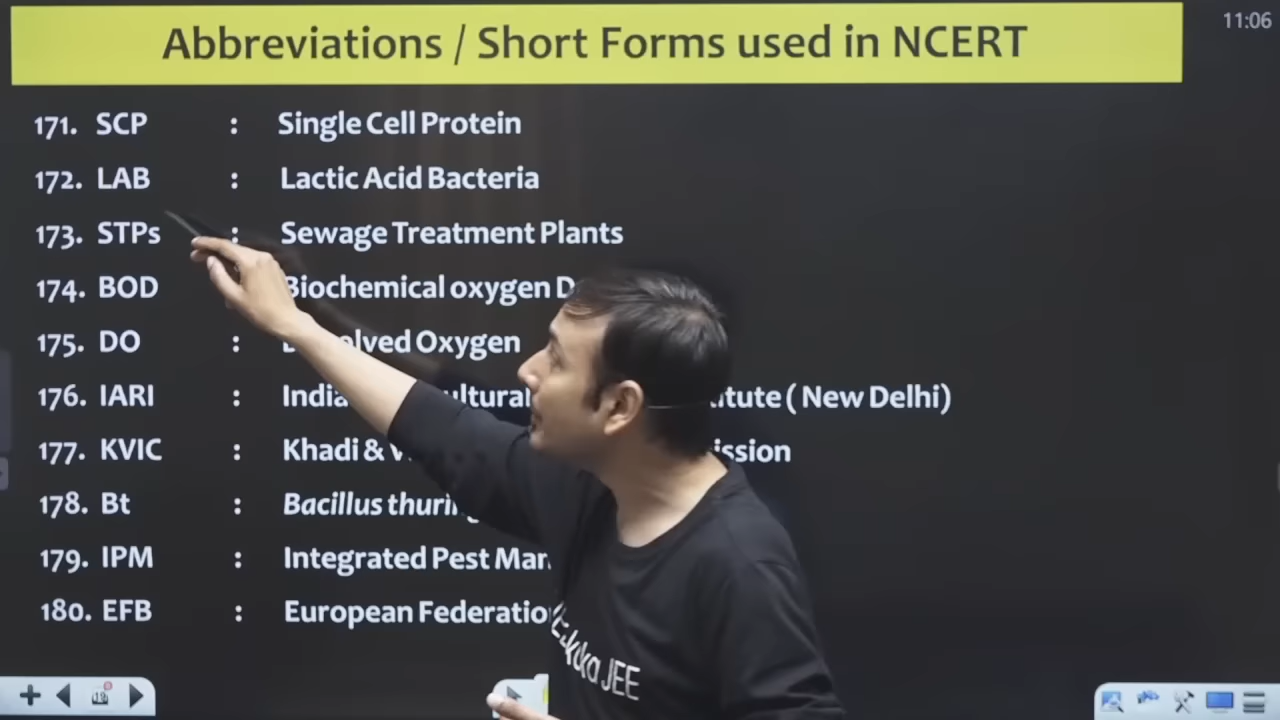 Abbreviations / Short Forms used in NCERT
11:06
171. SCP : Single Cell Protein
172. LAB : Lactic Acid Bacteria
173. STPs : Sewage Treatment Plants
174. BOD Biochemical oxygen D
175. DO : Oxygen
176. IARI : ( New Delhi)
177. KVIC : Khadi &
178. Bt : Bacillus
179. IPM : Integrated Pest
180. EFB : European
JEE